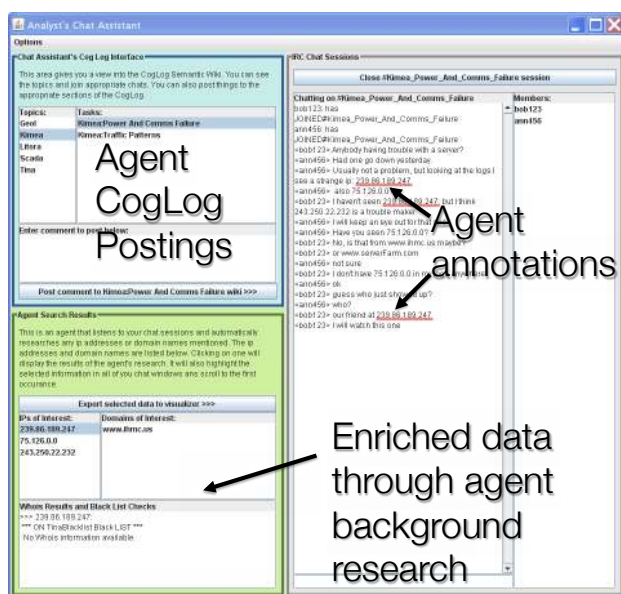 Analyst's Chat Assistant
Options
Chat Assistant's Cog Log Interface
This area gives you a view into the CogLog Semantic Wiki. You can see
the topics and join appropriate chats. You can also post things to the
appropriate sections of the CogLog.
Topics:
Tasks:
Geol
Kimea:Power And Comms Failure
Kimea
Kimea:Traffic Patterns
Litora
Scada
Tina
Agent
CogLog
Postings
Enter comment to post below:
Post comment to Kimea:Power And Comms Failure wiki >>>
Agent Search Results
This is an agent that listens to your chat sessions and automatically
researches any ip addresses or domain names mentioned. The ip
addresses and domain names are listed below. Clicking on one will
display the results of the agent's research. It will also highlight the
selected information in all of you chat windows ans scroll to the first
occurance.
Export selected data to visualizer >>>
IPs of Interest:
Domains of Interest:
239.86.189.247
www.ihmc.us
75.126.0.0
243.250.22.232
Whois Results and Black List Checks
>>> 239.86.189.247:
*** ON TinaBlacklist Black LIST ***
No Whois information available
IRC Chat Sessions
Close #Kimea_Power_And_Comms_Failure session
Chatting on #Kimea_Power_And_Comms_Failure
Members:
bob123 has
JOINED#Kimea_Power_And_Comms_Failure
ann456 has
JOINED#Kimea_Power_And_Comms_Failure
<bob123> Anybody having trouble with a server?
<ann456> Had one go down yesterday.
<ann456> Usually not a problem, but looking at the logs I
see a strange ip: 239.86.189.247
<ann456> also 75.126.0.0
<bob123> I haven't seen 239.86.189.247, but I think
243.250.22.232 is a trouble maker
<ann456> I will keep an eye out for that
<ann456> Have you seen 75.126.0.0?
<bob123> No, is that from www.ihmc.us maybe?
<bob123> or www.serverFarm.com
<ann456> not sure
<bob123> I don't have 75.126.0.0 in my
<ann456> ok
<bob123> guess who just showed up?
<ann456> who?
<bob123> our friend at 239.86.189.247
<bob123> I will watch this one
bob123
ann456
Agent
annotations
Enriched data
through agent
background
research